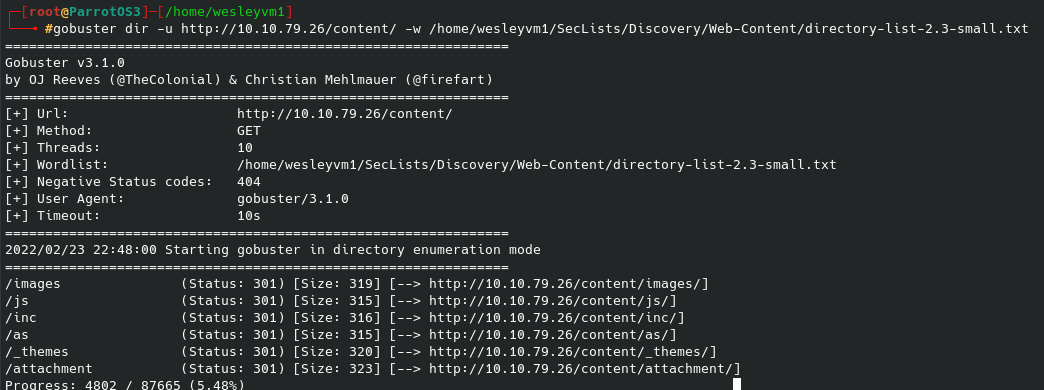 ┌─[root@ParrotOS3]─[/home/wesleyvm1]
└──╼ #gobuster dir -u http://10.10.79.26/content/ -w /home/wesleyvm1/SecLists/Discovery/Web-Content/directory-list-2.3-small.txt
===============================================================
Gobuster v3.1.0
by OJ Reeves (@TheColonial) & Christian Mehlmauer (@firefart)
===============================================================
[+] Url:                     http://10.10.79.26/content/
[+] Method:                  GET
[+] Threads:                 10
[+] Wordlist:                /home/wesleyvm1/SecLists/Discovery/Web-Content/directory-list-2.3-small.txt
[+] Negative Status codes:   404
[+] User Agent:              gobuster/3.1.0
[+] Timeout:                 10s
===============================================================
2022/02/23 22:48:00 Starting gobuster in directory enumeration mode
===============================================================
/images               (Status: 301) [Size: 319] [--> http://10.10.79.26/content/images/]
/js                   (Status: 301) [Size: 315] [--> http://10.10.79.26/content/js/]
/inc                  (Status: 301) [Size: 316] [--> http://10.10.79.26/content/inc/]
/as                   (Status: 301) [Size: 315] [--> http://10.10.79.26/content/as/]
/_themes              (Status: 301) [Size: 320] [--> http://10.10.79.26/content/_themes/]
/attachment           (Status: 301) [Size: 323] [--> http://10.10.79.26/content/attachment/]
Progress: 4802 / 87665 (5.48%)